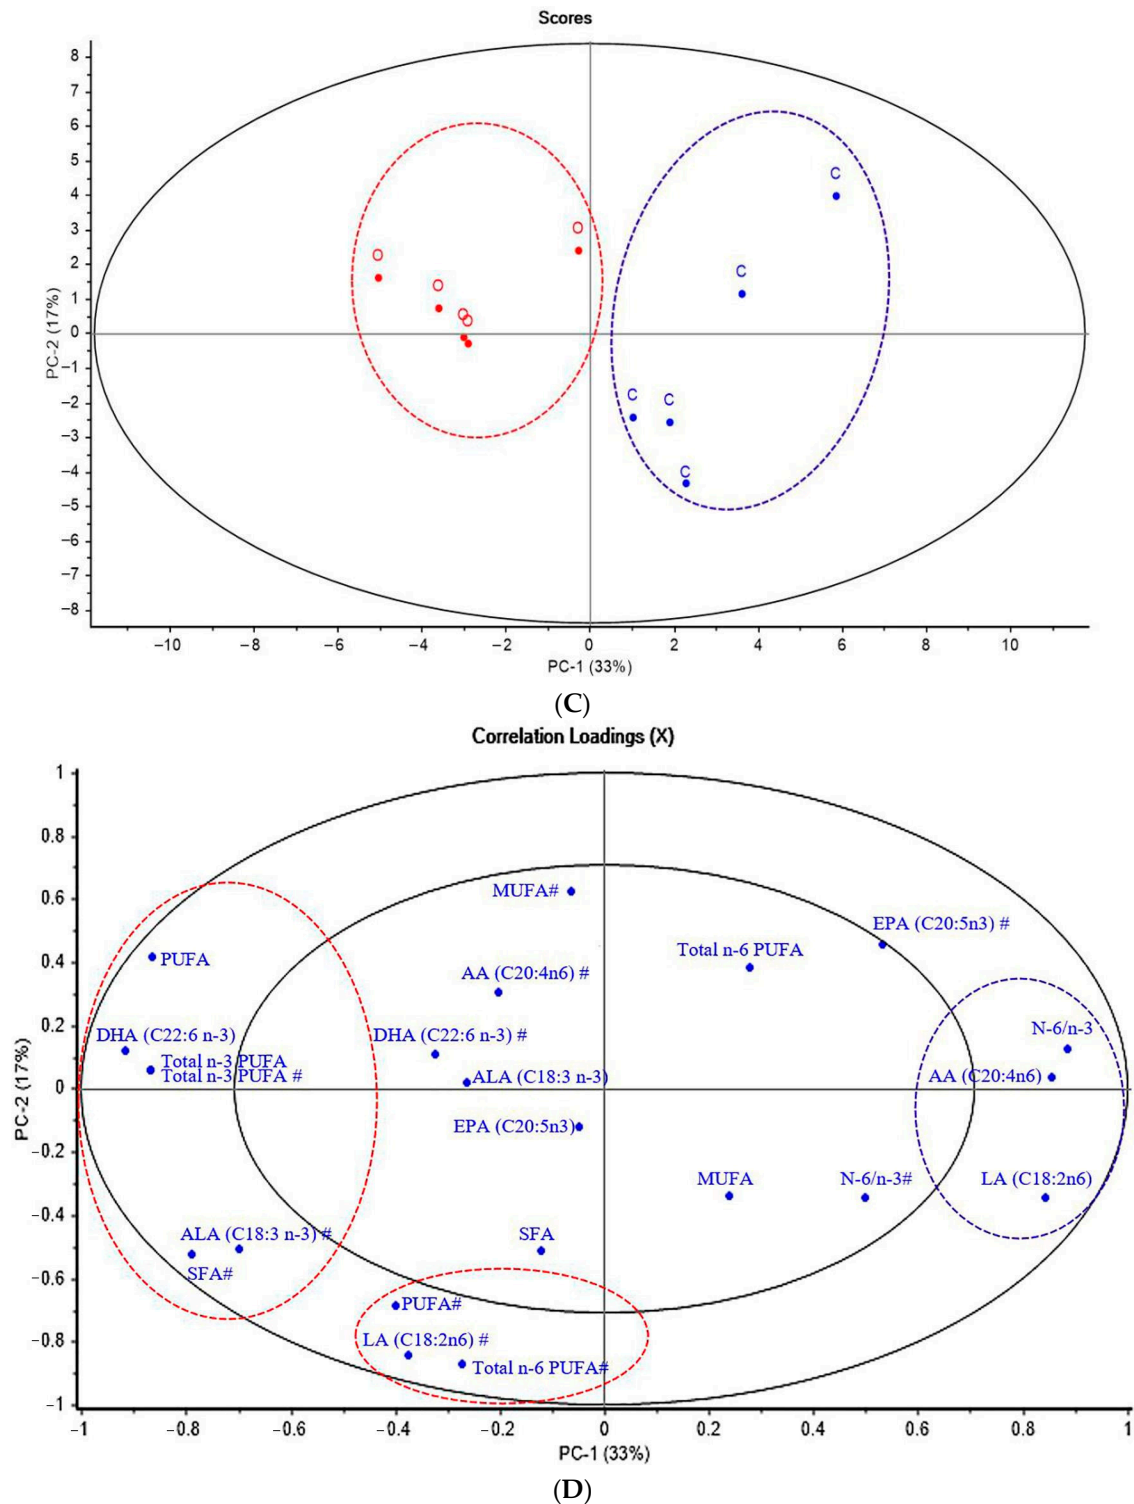 Scores
8
7
6
5
4
3
2
1
0
−1
−2
−3
−4
−5
−6
−7
−8
PC-2 (17%)
C
O
O
C
O
C
O
O
C
C
C
−10
−8
−6
−4
−2
0
2
4
6
8
10
PC-1 (33%)
(C)
Correlation Loadings (X)
1
0.8
0.6
0.4
0.2
0
−0.2
−0.4
−0.6
−0.8
−1
PC-2 (17%)
MUFA#
EPA (C20:5n3) #
Total n-6 PUFA
PUFA
AA (C20:4n6) #
DHA (C22:6 n-3)
DHA (C22:6 n-3) #
N-6/n-3
Total n-3 PUFA
Total n-3 PUFA #
ALA (C18:3 n-3)
AA (C20:4n6)
EPA (C20:5n3)
MUFA
N-6/n-3#
LA (C18:2n6)
ALA (C18:3 n-3) #
SFA
SFA#
PUFA#
LA (C18:2n6) #
Total n-6 PUFA#
−1
−0.8
−0.6
−0.4
−0.2
0
0.2
0.4
0.6
0.8
1
PC-1 (33%)
(D)